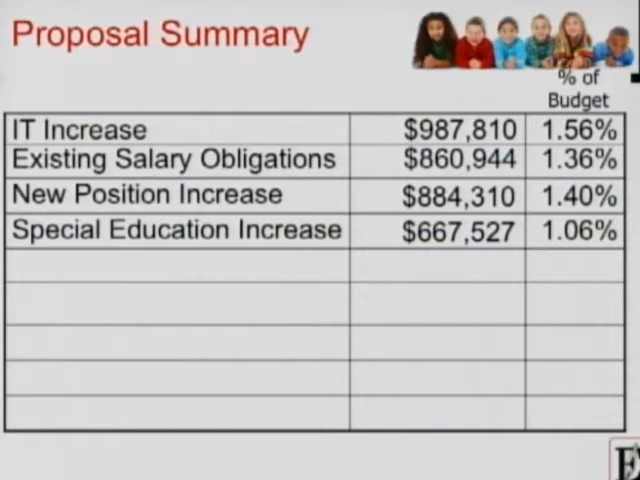 Proposal Summary
% of
Budget
IT Increase $987,810 1.56%
Existing Salary Obligations $860,944 1.36%
New Position Increase $884,310 1.40%
Special Education Increase $667,527 1.06%
E